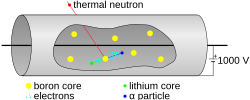 thermal neutron
1000 V
boron core
lithium core
electrons
α particle